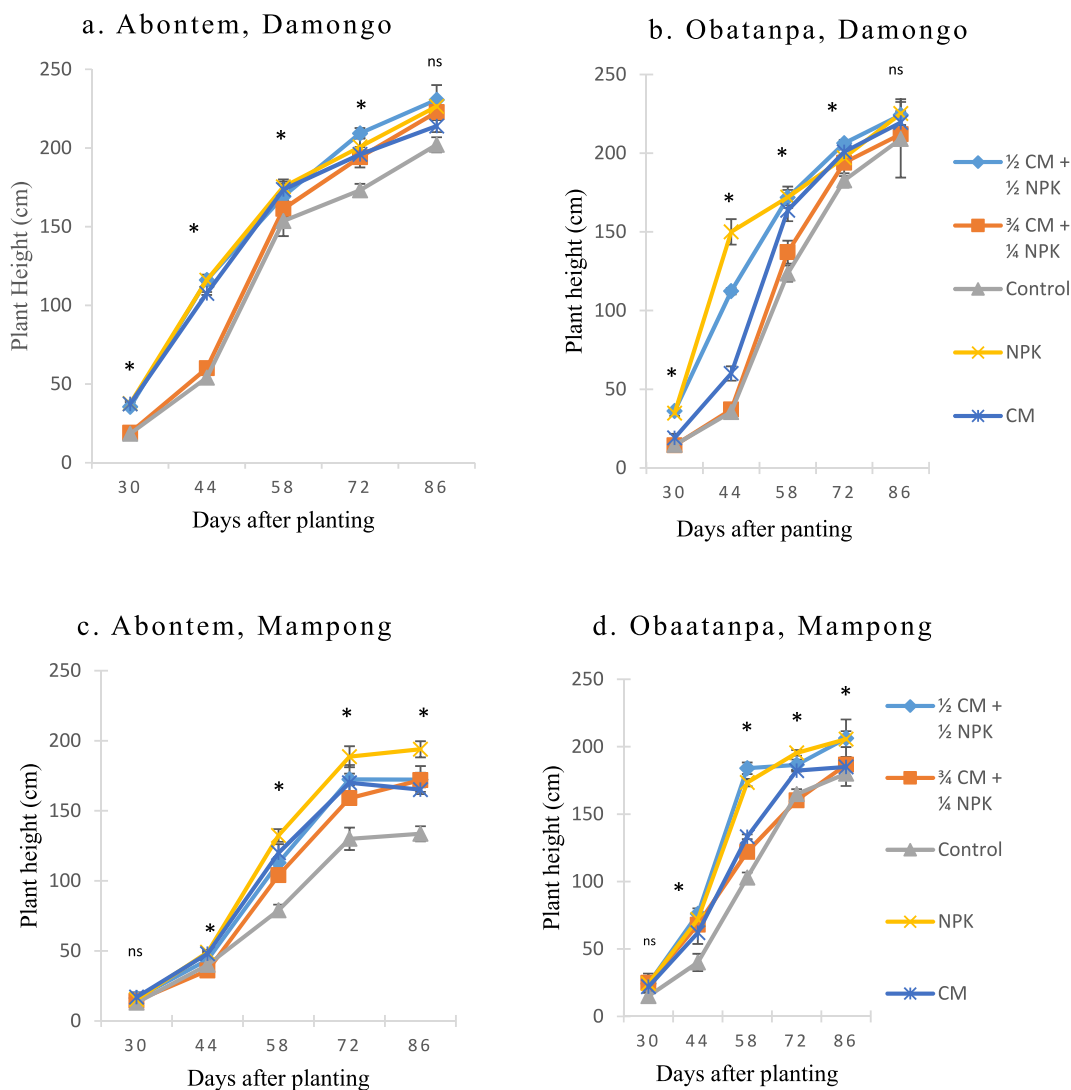 a. Abontem, Damongo
250
200
150
100
50
0
Plant Height (cm)
*
*
*
*
ns
30 44 58 72 86
Days after planting
b. Obatanpa, Damongo
250
200
150
100
50
0
Plant height (cm)
*
*
*
*
ns
30 44 58 72 86
Days after panting
½ CM +
½ NPK
¾ CM +
¼ NPK
Control
NPK
CM
c. Abontem, Mampong
250
200
150
100
50
0
Plant height (cm)
ns
*
*
*
*
30 44 58 72 86
Days after planting
d. Obaatanpa, Mampong
250
200
150
100
50
0
Plant height (cm)
ns
*
*
*
*
30 44 58 72 86
Days after planting
½ CM +
½ NPK
¾ CM +
¼ NPK
Control
NPK
CM